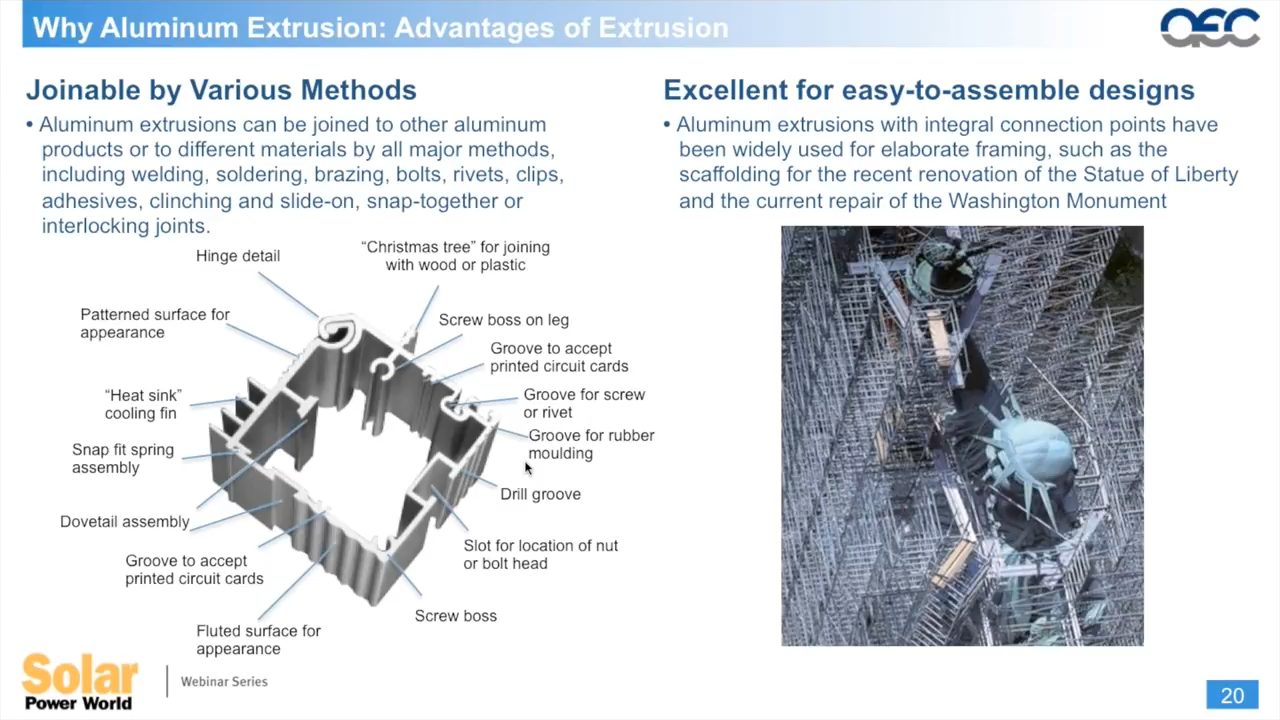 Why Aluminum Extrusion: Advantages of Extrusion
aec
Joinable by Various Methods
• Aluminum extrusions can be joined to other aluminum
products or to different materials by all major methods,
including welding, soldering, brazing, bolts, rivets, clips,
adhesives, clinching and slide-on, snap-together or
interlocking joints.
Hinge detail
“Christmas tree” for joining
with wood or plastic
Patterned surface for
appearance
Screw boss on leg
Groove to accept
printed circuit cards
“Heat sink”
cooling fin
Groove for screw
or rivet
Groove for rubber
moulding
Snap fit spring
assembly
Drill groove
Dovetail assembly
Slot for location of nut
or bolt head
Groove to accept
printed circuit cards
Screw boss
Fluted surface for
appearance
Excellent for easy-to-assemble designs
• Aluminum extrusions with integral connection points have
been widely used for elaborate framing, such as the
scaffolding for the recent renovation of the Statue of Liberty
and the current repair of the Washington Monument
Solar
Power World
Webinar Series
20